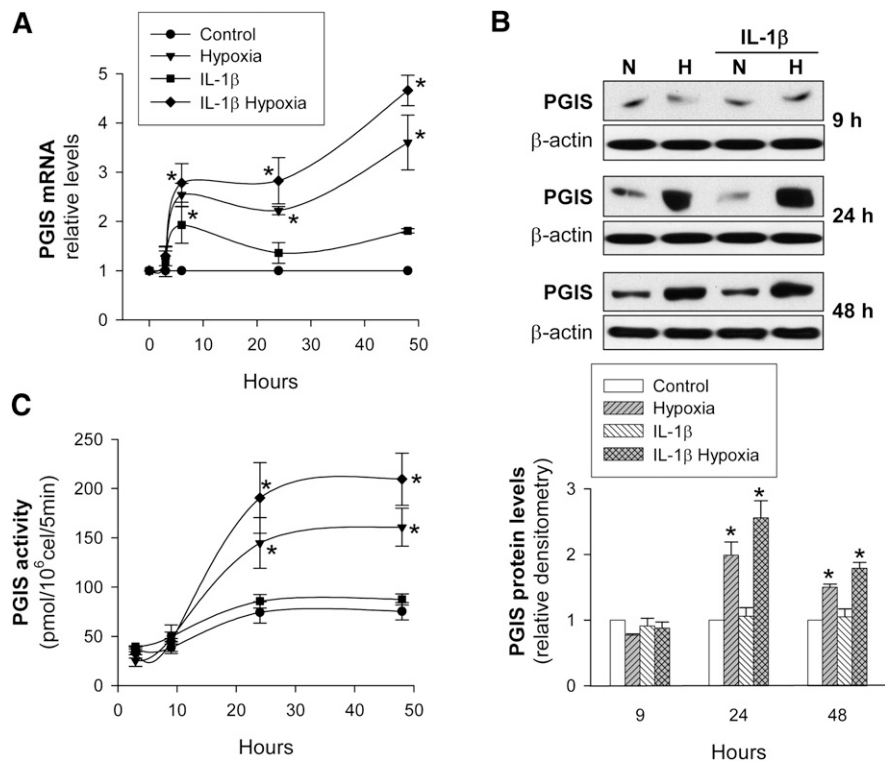 A
Control
Hypoxia
IL-1β
IL-1β Hypoxia
PGIS mRNA
relative levels
5
4
3
2
1
0
*
*
*
*
*
*
0 10 20 30 40 50
Hours
B
IL-1β
N H N H
PGIS
β-actin
9 h
PGIS
β-actin
24 h
PGIS
β-actin
48 h
Control
Hypoxia
IL-1β
IL-1β Hypoxia
PGIS protein levels
(relative densitometry)
3
2
1
0
*
*
*
*
9 24 48
Hours
C
PGIS activity
(pmol/10⁶cel/5min)
250
200
150
100
50
0
*
*
*
*
0 10 20 30 40 50
Hours